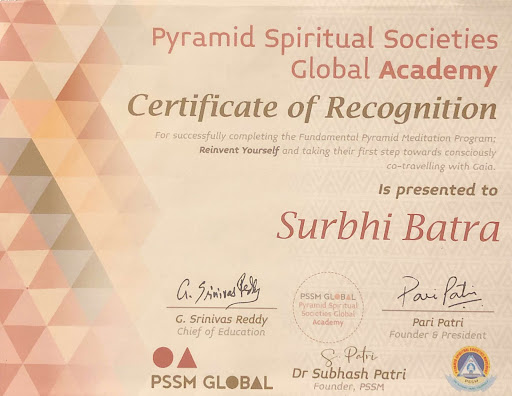 Pyramid Spiritual Societies
Global Academy
Certificate of Recognition
For successfully completing the Fundamental Pyramid Meditation Program;
Reinvent Yourself and taking their first step towards consciously
co-travelling with Gaia.
Is presented to
Surbhi Batra
G. Srinivas Reddy
G. Srinivas Reddy
Chief of Education
PSSM GLOBAL
Pyramid Spiritual
Societies Global
Academy
Pari Patri
Pari Patri
Founder & President
S. Patri
Dr Subhash Patri
Founder, PSSM
PSSM GLOBAL
PSSM